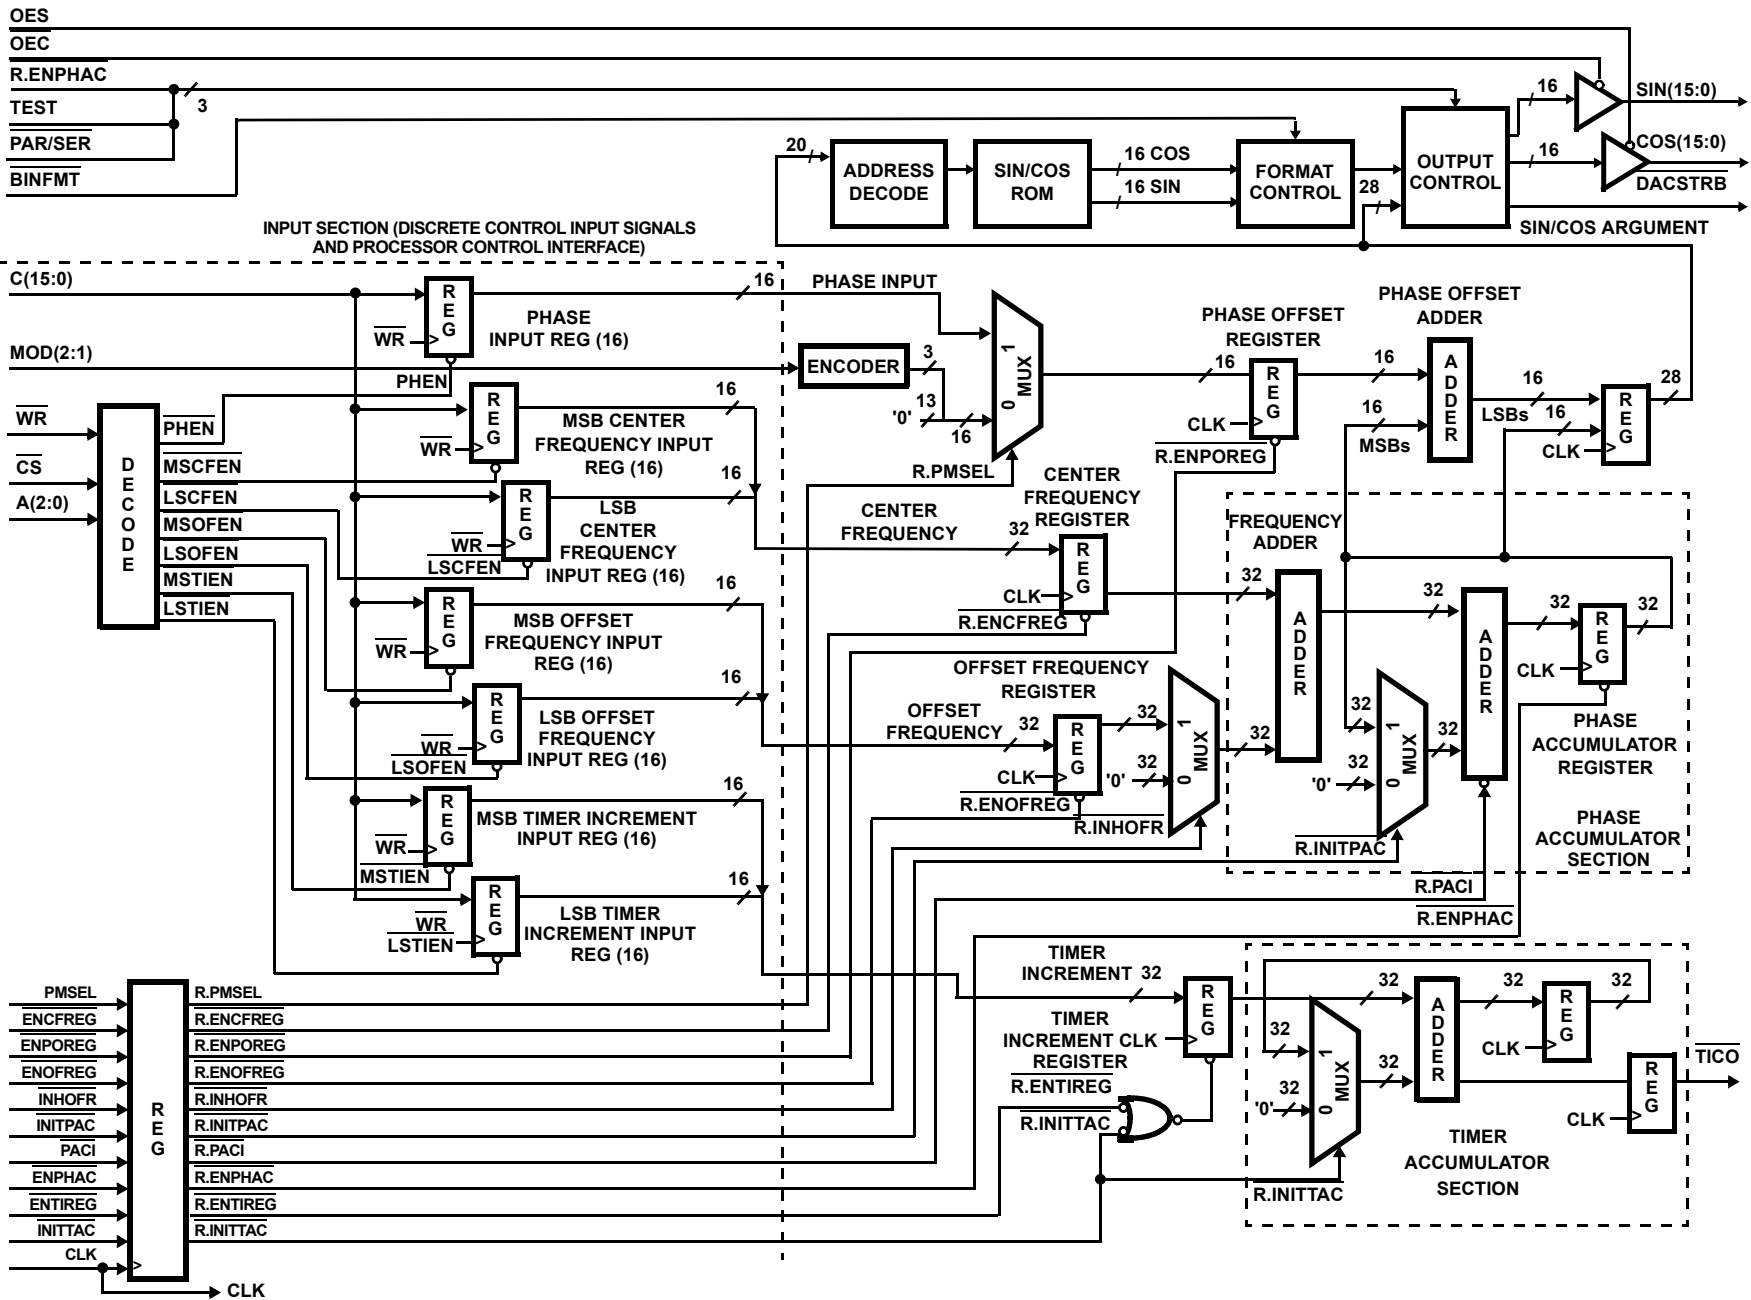 OES
OEC
R.ENPHAC
TEST
3
PAR/SER
BINFMT
20
ADDRESS
DECODE
SIN/COS
ROM
16 COS
16 SIN
FORMAT
CONTROL
28
OUTPUT
CONTROL
16
SIN(15:0)
16
COS(15:0)
DACSTRB
SIN/COS ARGUMENT
INPUT SECTION (DISCRETE CONTROL INPUT SIGNALS
AND PROCESSOR CONTROL INTERFACE)
C(15:0)
REG
WR
16
PHASE
INPUT REG (16)
PHEN
MOD(2:1)
WR
CS
A(2:0)
DECODE
PHEN
MSCFEN
LSCFEN
MSOFEN
LSOFEN
MSTIEN
LSTIEN
REG
WR
16
MSB CENTER
FREQUENCY INPUT
REG (16)
REG
WR
LSCFEN
16
LSB
CENTER
FREQUENCY
INPUT REG (16)
REG
WR
16
MSB OFFSET
FREQUENCY INPUT
REG (16)
REG
WR
LSOFEN
16
LSB OFFSET
FREQUENCY
INPUT REG (16)
REG
WR
MSTIEN
16
MSB TIMER INCREMENT
INPUT REG (16)
REG
WR
LSTIEN
16
LSB TIMER
INCREMENT INPUT
REG (16)
PHASE INPUT
ENCODER
3
13
'0'
16
1
MUX
0
R.PMSEL
PHASE OFFSET
REGISTER
16
REG
CLK
R.ENPOREG
PHASE OFFSET
ADDER
16
16
MSBs
ADDER
16
LSBs
16
CLK
REG
28
CENTER
FREQUENCY
CENTER
FREQUENCY
REGISTER
32
REG
CLK
R.ENCFREG
OFFSET FREQUENCY
REGISTER
OFFSET
FREQUENCY
32
REG
CLK
R.ENOFREG
32
'0'
32
1
MUX
0
R.INHOFR
FREQUENCY
ADDER
32
32
ADDER
32
32
'0'
32
1
MUX
0
32
R.INITPAC
ADDER
32
REG
CLK
32
PHASE
ACCUMULATOR
REGISTER
PHASE
ACCUMULATOR
SECTION
R.PACI
R.ENPHAC
PMSEL
ENCFREG
ENPOREG
ENOFREG
INHOFR
INITPAC
PACI
ENPHAC
ENTIREG
INITTAC
CLK
REG
R.PMSEL
R.ENCFREG
R.ENPOREG
R.ENOFREG
R.INHOFR
R.INITPAC
R.PACI
R.ENPHAC
R.ENTIREG
R.INITTAC
CLK
TIMER
INCREMENT
32
TIMER
INCREMENT CLK
REGISTER
REG
R.ENTIREG
R.INITTAC
32
'0'
32
1
MUX
0
R.INITTAC
32
32
ADDER
32
REG
CLK
32
REG
CLK
TICO
TIMER
ACCUMULATOR
SECTION